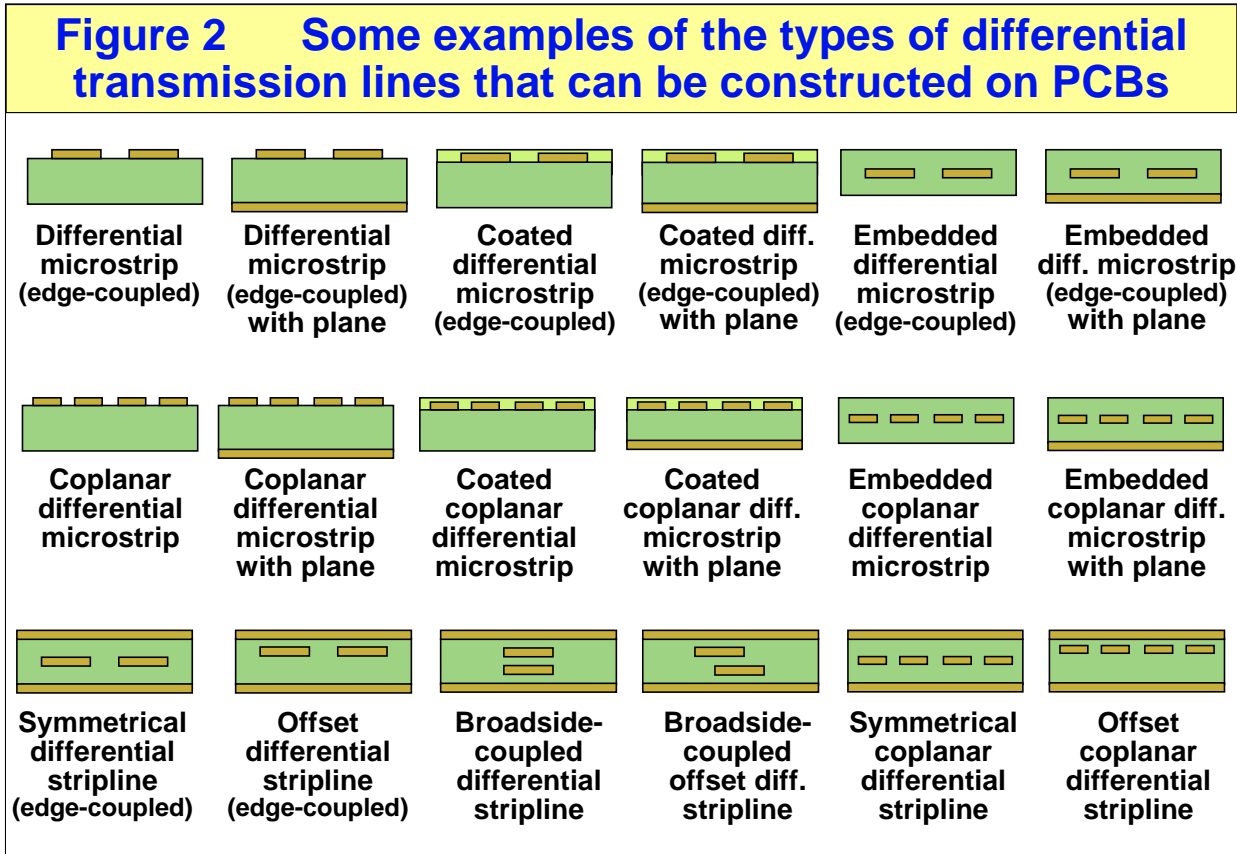 Figure 2 Some examples of the types of differential
transmission lines that can be constructed on PCBs
Differential
microstrip
(edge-coupled)
Differential
microstrip
(edge-coupled)
with plane
Coated
differential
microstrip
(edge-coupled)
Coated diff.
microstrip
(edge-coupled)
with plane
Embedded
differential
microstrip
(edge-coupled)
Embedded
diff. microstrip
(edge-coupled)
with plane
Coplanar
differential
microstrip
Coplanar
differential
microstrip
with plane
Coated
coplanar
differential
microstrip
Coated
coplanar diff.
microstrip
with plane
Embedded
coplanar
differential
microstrip
Embedded
coplanar diff.
microstrip
with plane
Symmetrical
differential
stripline
(edge-coupled)
Offset
differential
stripline
(edge-coupled)
Broadside-
coupled
differential
stripline
Broadside-
coupled
offset diff.
stripline
Symmetrical
coplanar
differential
stripline
Offset
coplanar
differential
stripline